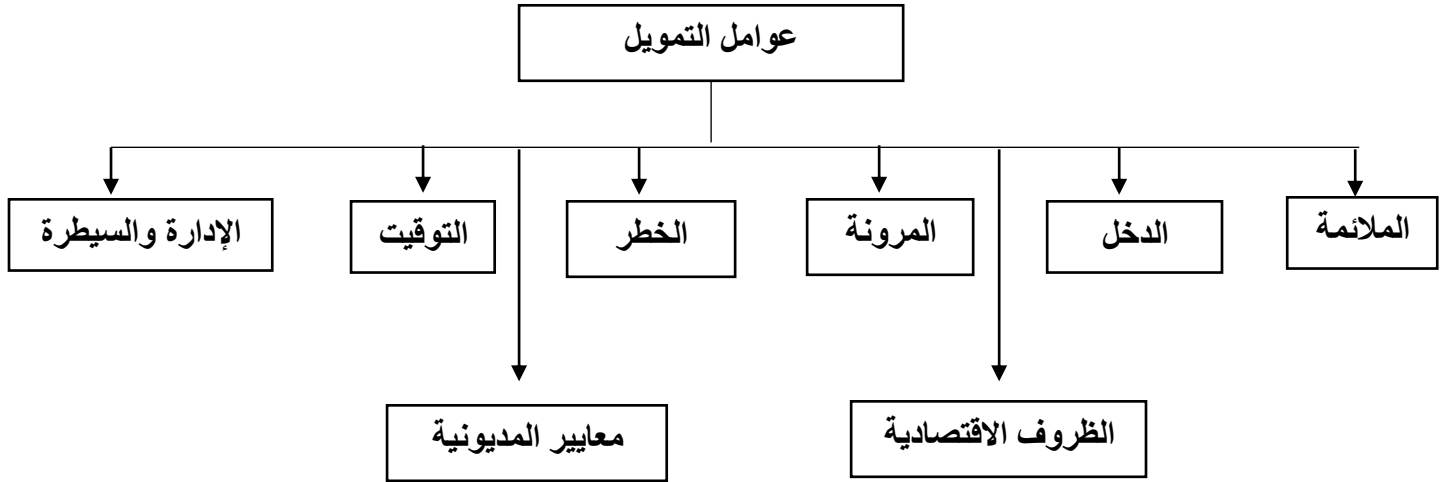 عوامل التمويل
الملائمة
الدخل
المرونة
الخطر
التوقيت
الإدارة والسيطرة
الظروف الاقتصادية
معايير المديونية